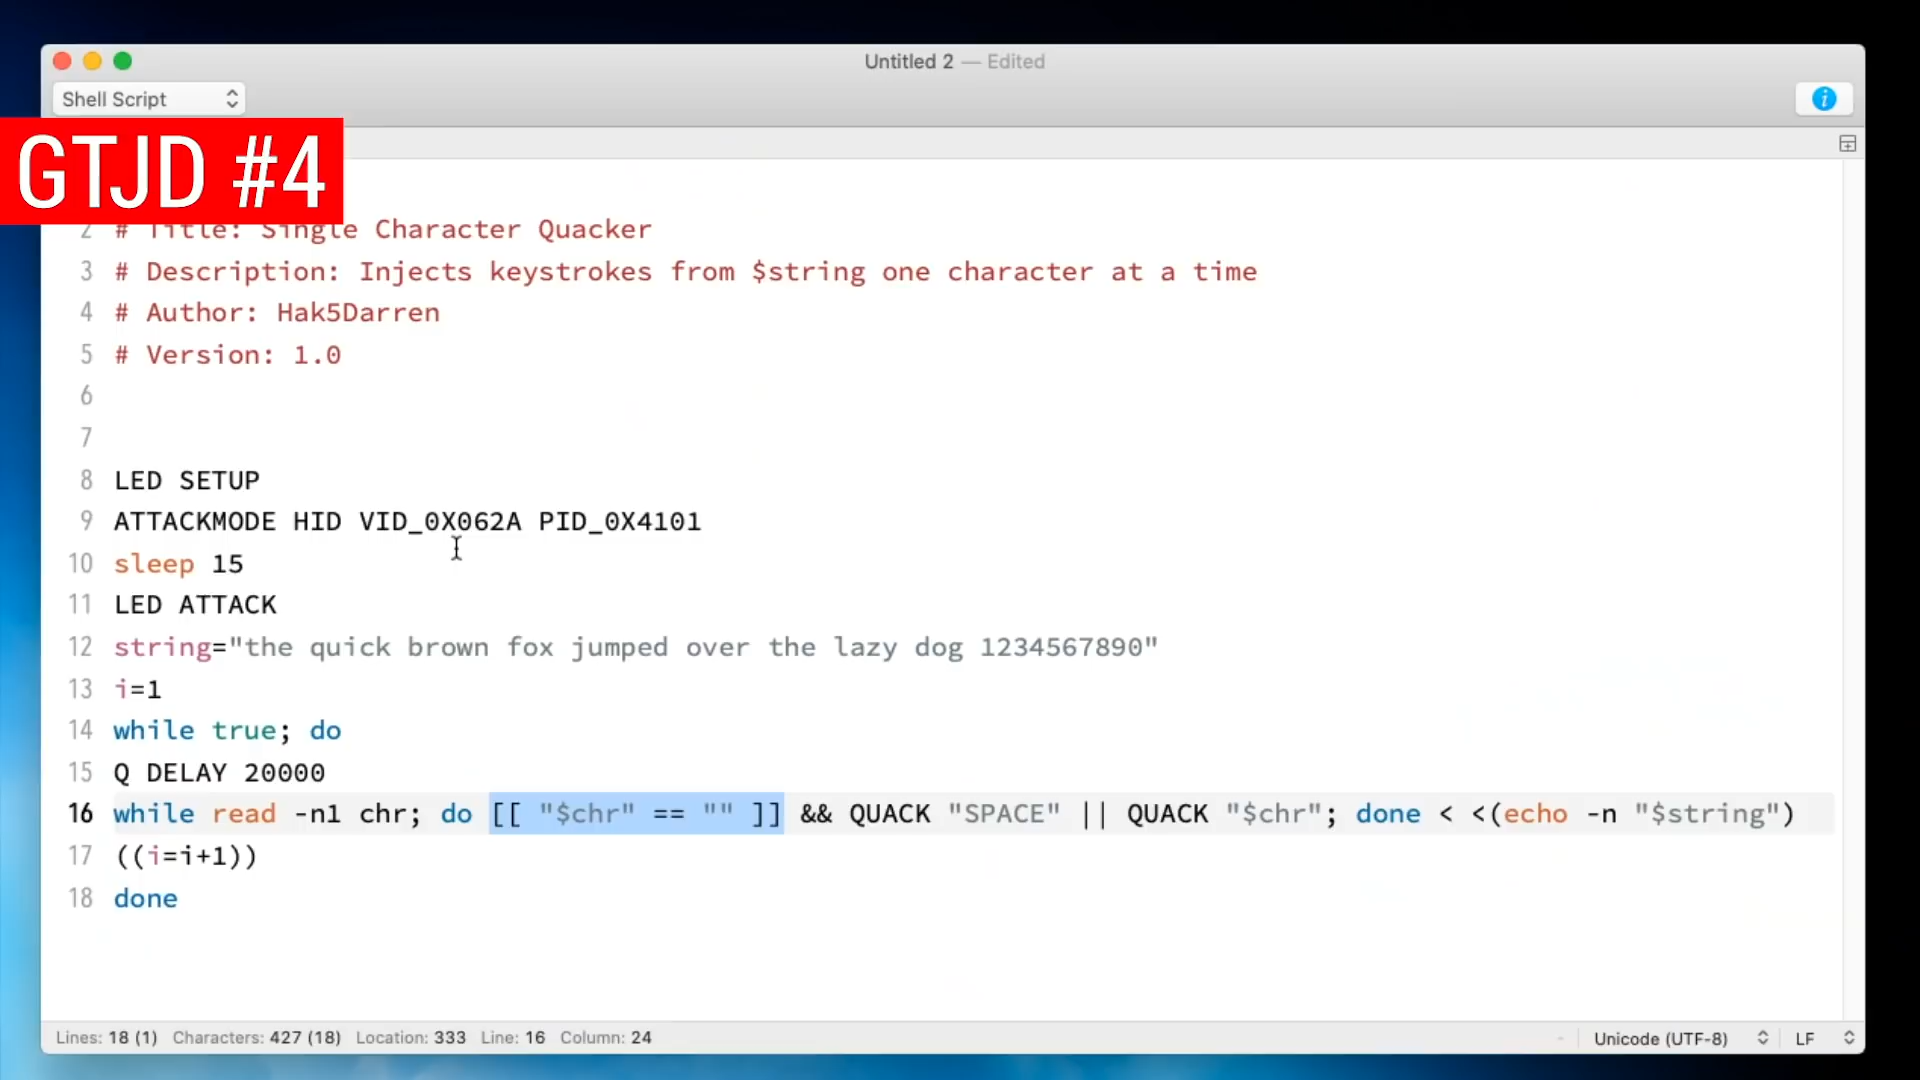 Untitled 2 — Edited
Shell Script
GTJD #4
2 # Title: Single Character Quacker
3 # Description: Injects keystrokes from $string one character at a time
4 # Author: Hak5Darren
5 # Version: 1.0
6
7
8 LED SETUP
9 ATTACKMODE HID VID_0X062A PID_0X4101
10 sleep 15
11 LED ATTACK
12 string="the quick brown fox jumped over the lazy dog 1234567890"
13 i=1
14 while true; do
15 Q DELAY 20000
16 while read -n1 chr; do [[ "$chr" == "" ]] && QUACK "SPACE" || QUACK "$chr"; done < <(echo -n "$string")
17 ((i=i+1))
18 done
Lines: 18 (1) Characters: 427 (18) Location: 333 Line: 16 Column: 24 - Unicode (UTF-8) LF